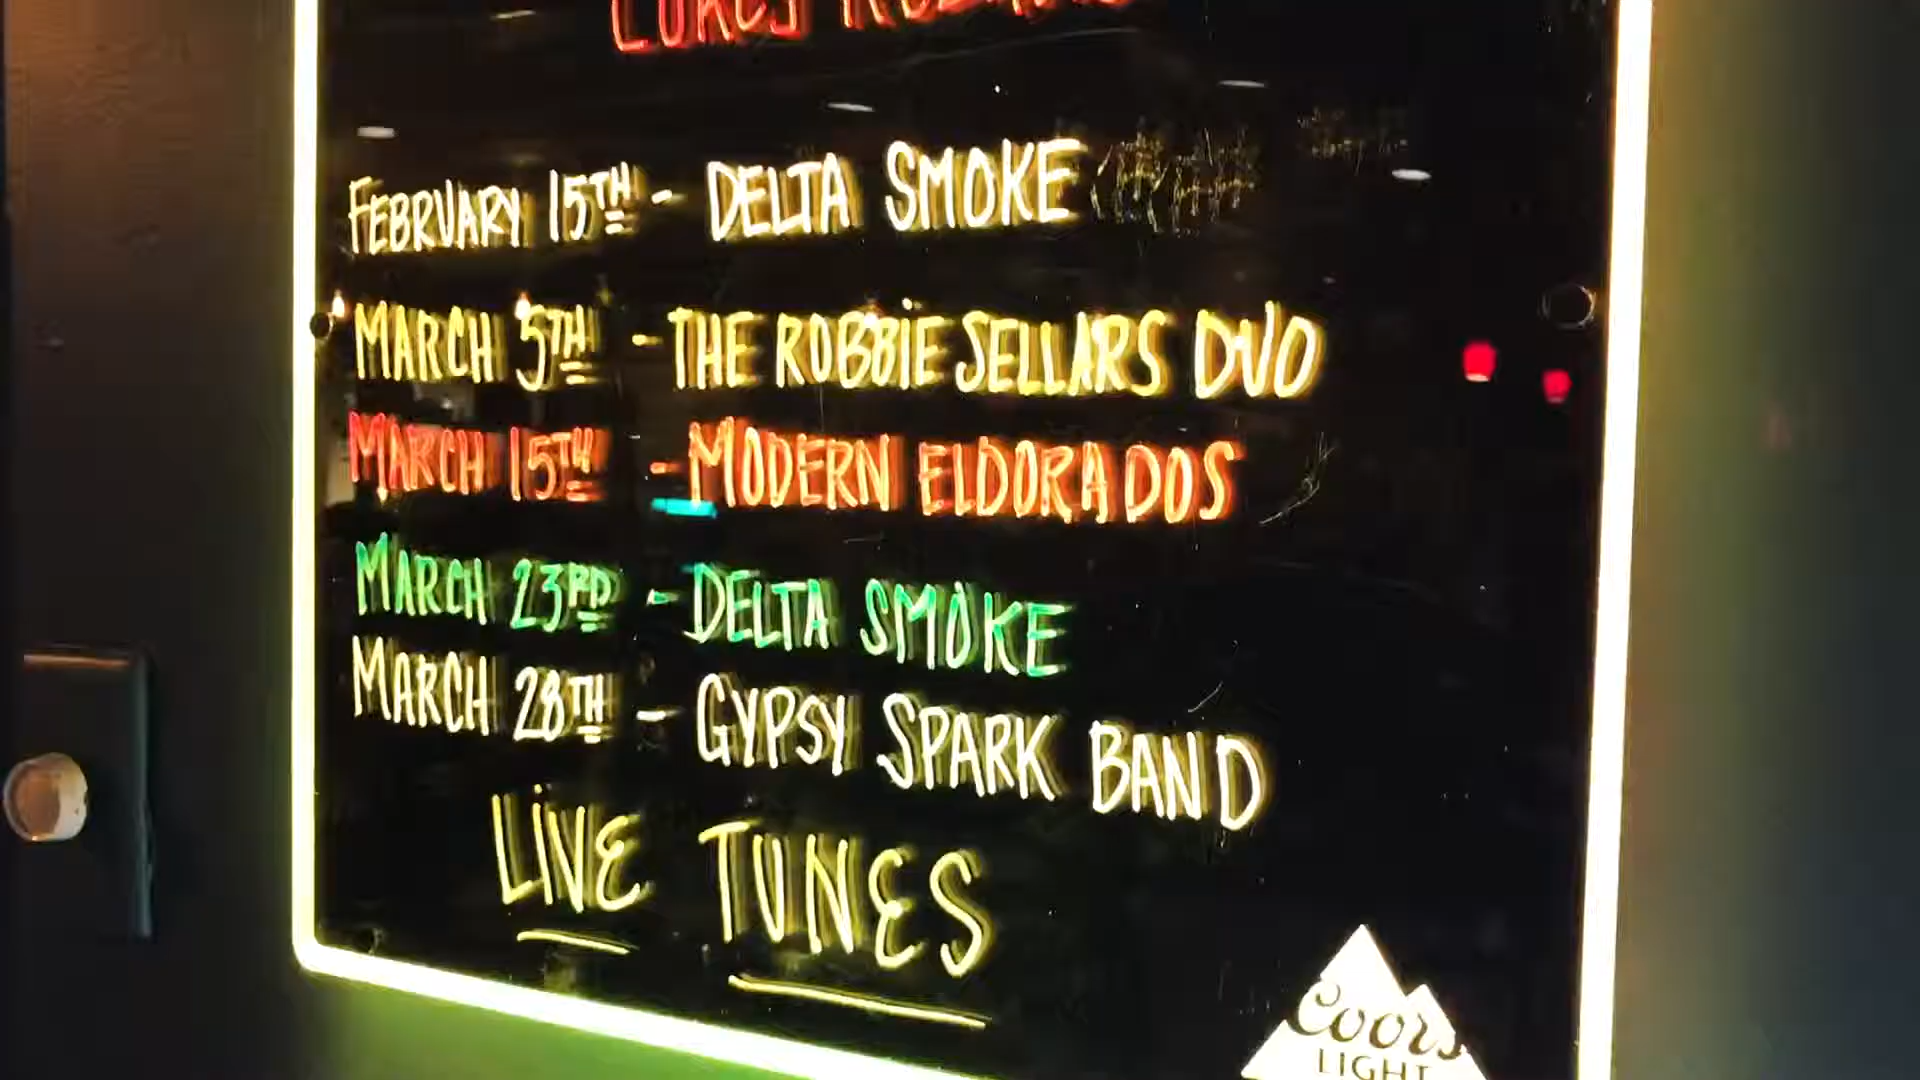 FEBRUARY 15TH - DELTA SMOKE
MARCH 5TH - THE ROBBIE SELLARS DUO
MARCH 15TH - MODERN ELDORADOS
MARCH 23RD - DELTA SMOKE
MARCH 28TH - GYPSY SPARK BAND
LIVE TUNES
Coors
LIGHT